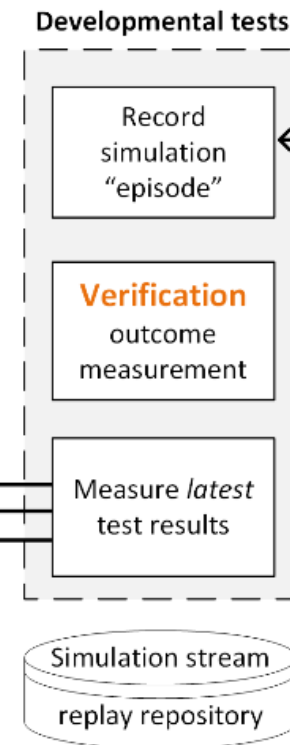 Developmental tests
Record
simulation
“episode”
Verification
outcome
measurement
Measure latest
test results
Simulation stream
replay repository